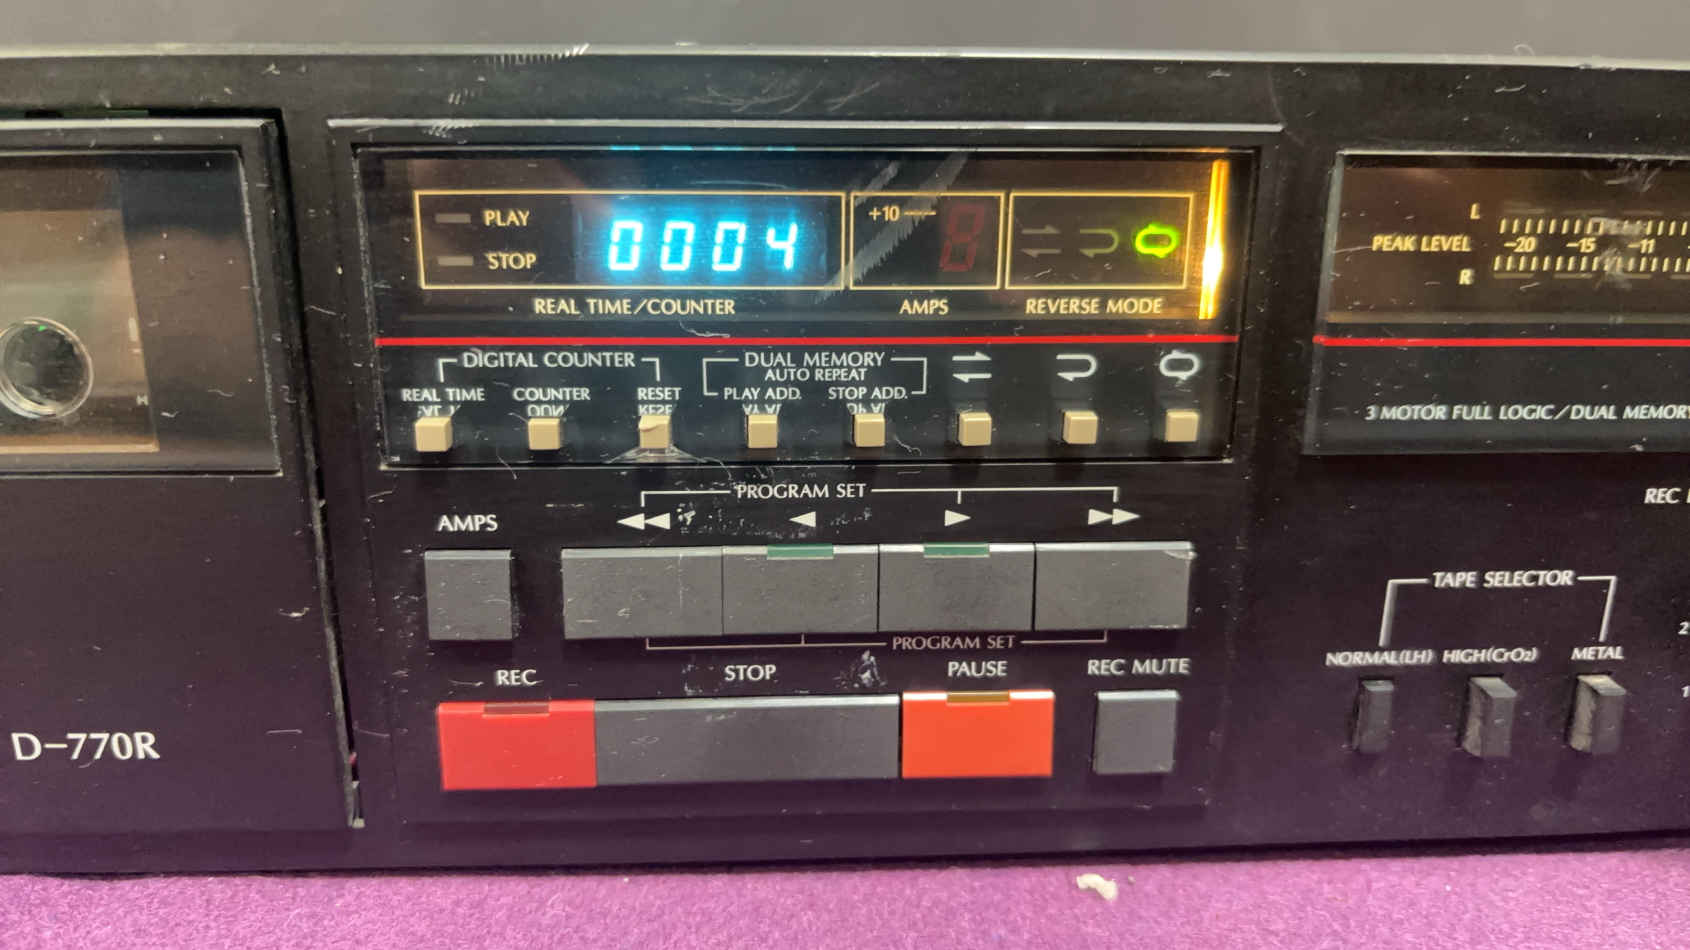 PLAY
STOP
0004
REAL TIME/COUNTER
+10
8
AMPS
REVERSE MODE
L
PEAK LEVEL
-20 -15 -11
R
DIGITAL COUNTER
REAL TIME COUNTER RESET
DUAL MEMORY
AUTO REPEAT
PLAY ADD. STOP ADD.
3 MOTOR FULL LOGIC/DUAL MEMORY
PROGRAM SET
AMPS
REC
TAPE SELECTOR
NORMAL(LH) HIGH(CrO2) METAL
PROGRAM SET
REC STOP PAUSE REC MUTE
D-770R